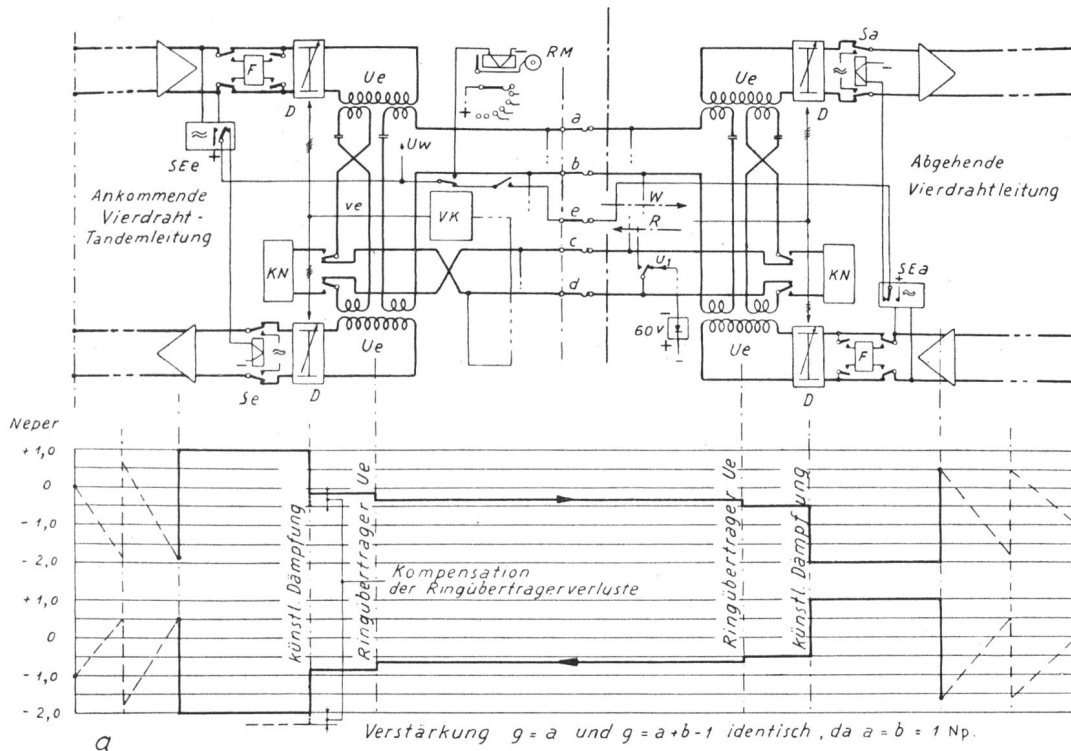 Sa
RM
F
Ue
Ue
D
D
a
SEe
Uw
b
Ankommende
Vierdraht-
Tandemleitung
Abgehende
Vierdrahtleitung
e
W
R
ve
VK
c
KN
KN
SEa
u₁
d
60V
Ue
Ue
F
Se
D
D
Neper
+ 1,0
0
- 1,0
- 2,0
+ 1,0
0
- 1,0
- 2,0
künstl. Dämpfung
Ringübertrager Ue
Ringübertrager Ue
künstl. Dämpfung
Kompensation
der Ringübertragerverluste
a
Verstärkung g = a und g = a + b - 1 identisch, da a = b = 1 Np.